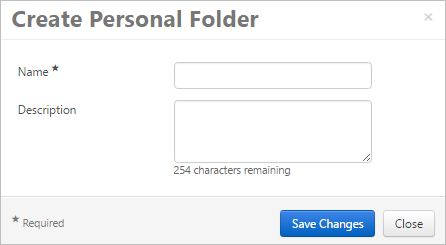 Create Personal Folder ×
Name *
Description
254 characters remaining
* Required
Save Changes
Close